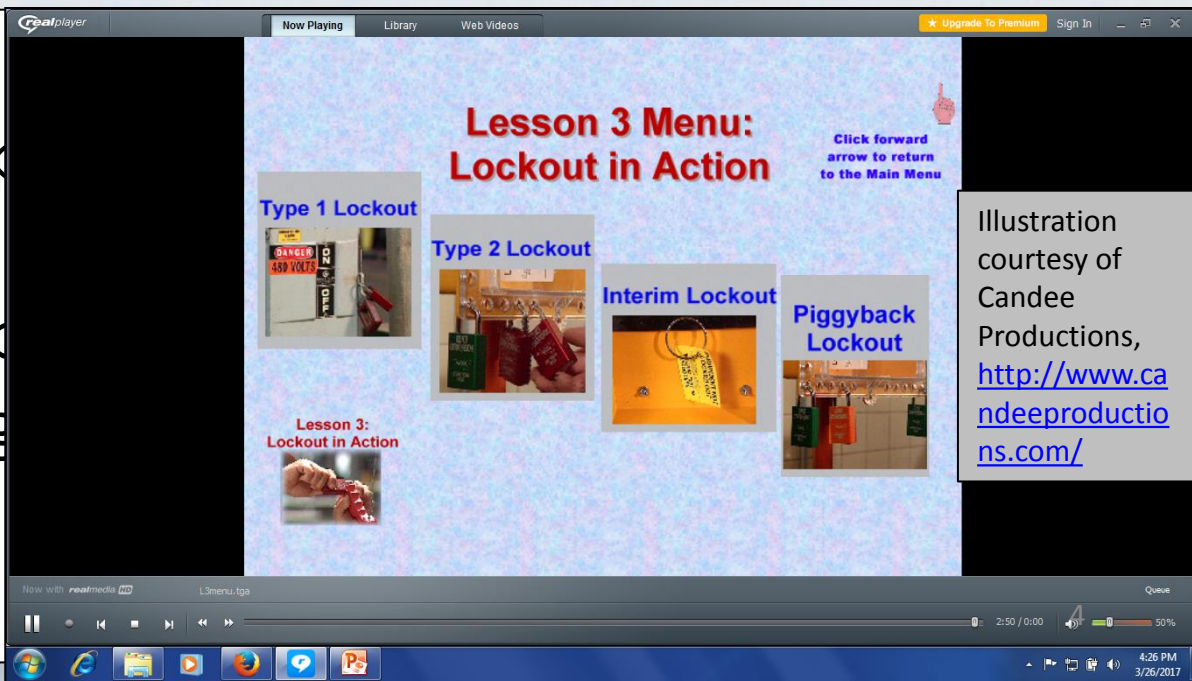 realplayer
Now Playing
Library
Web Videos
Upgrade To Premium
Sign In
Lesson 3 Menu:
Lockout in Action
Click forward
arrow to return
to the Main Menu
Type 1 Lockout
DANGER
480 VOLTS
ON
OFF
Type 2 Lockout
Interim Lockout
Piggyback
Lockout
Lesson 3:
Lockout in Action
Illustration
courtesy of
Candee
Productions,
http://www.ca
ndeeproductio
ns.com/
Now with realmedia HD
L3menu.tga
Queue
2:50 / 0:00
4
50%
4:26 PM
3/26/2017